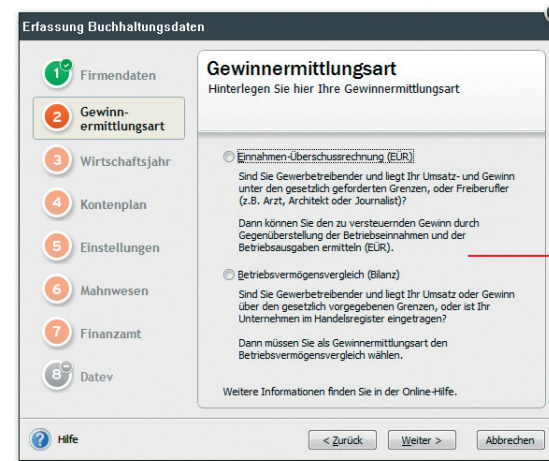 Erfassung Buchhaltungsdaten
1 Firmendaten
2 Gewinn-
ermittlungsart
3 Wirtschaftsjahr
4 Kontenplan
5 Einstellungen
6 Mahnwesen
7 Finanzamt
8 Datev
Gewinnermittlungsart
Hinterlegen Sie hier Ihre Gewinnermittlungsart
Einnahmen-Überschussrechnung (EÜR)
Sind Sie Gewerbetreibender und liegt Ihr Umsatz- und Gewinn
unter den gesetzlich geforderten Grenzen, oder Freiberufler
(z.B. Arzt, Architekt oder Journalist)?
Dann können Sie den zu versteuernden Gewinn durch
Gegenüberstellung der Betriebseinnahmen und der
Betriebsausgaben ermitteln (EÜR).
Betriebsvermögensvergleich (Bilanz)
Sind Sie Gewerbetreibender und liegt Ihr Umsatz oder Gewinn
über den gesetzlich vorgegebenen Grenzen, oder ist Ihr
Unternehmen im Handelsregister eingetragen?
Dann müssen Sie als Gewinnermittlungsart den
Betriebsvermögensvergleich wählen.
Weitere Informationen finden Sie in der Online-Hilfe.
Hilfe
< Zurück
Weiter >
Abbrechen